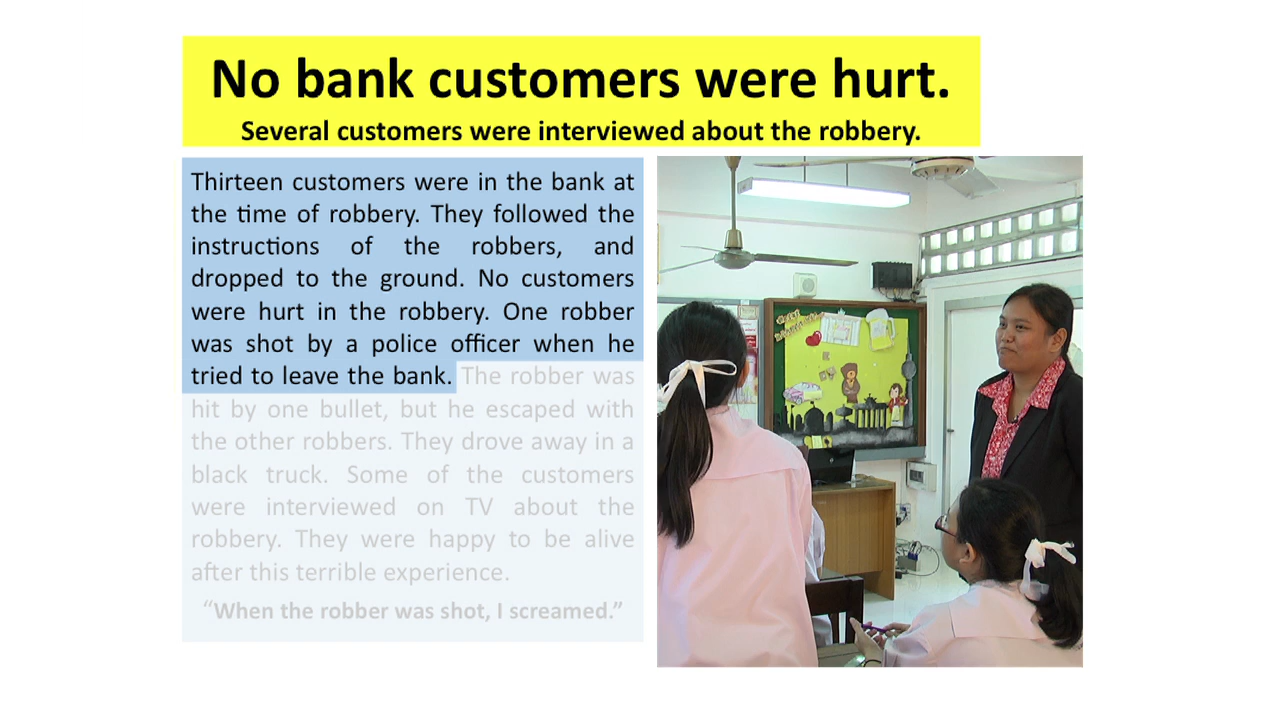 No bank customers were hurt.
Several customers were interviewed about the robbery.
Thirteen customers were in the bank at
the time of robbery. They followed the
instructions of the robbers, and
dropped to the ground. No customers
were hurt in the robbery. One robber
was shot by a police officer when he
tried to leave the bank. The robber was
hit by one bullet, but he escaped with
the other robbers. They drove away in a
black truck. Some of the customers
were interviewed on TV about the
robbery. They were happy to be alive
after this terrible experience.
“When the robber was shot, I screamed.”